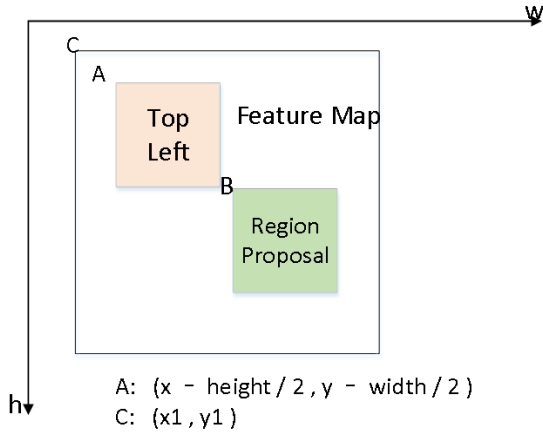 w
C
A
Top
Left
Feature Map
B
Region
Proposal
A: (x - height / 2 , y - width / 2 )
h
C: (x1 , y1 )